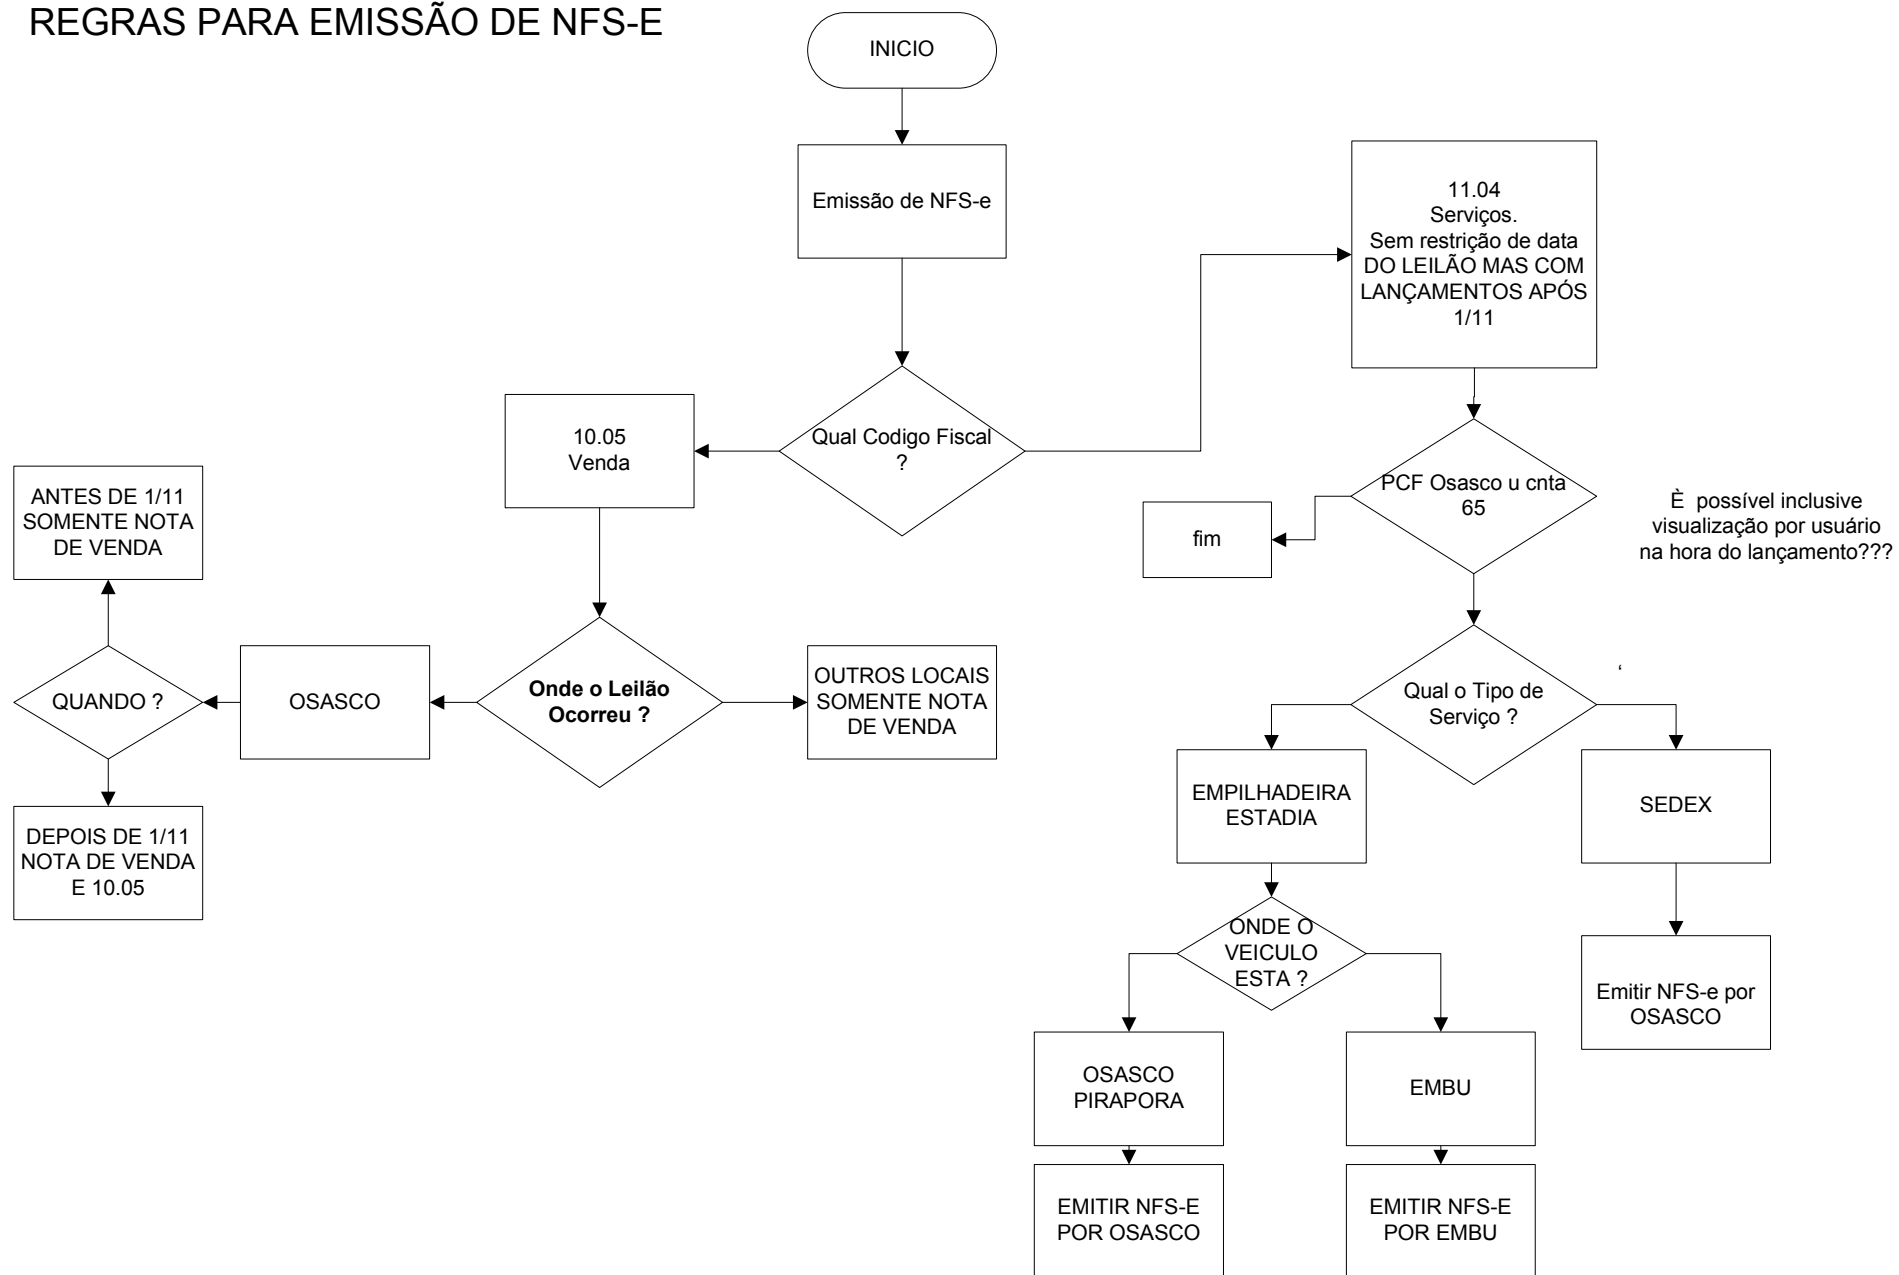 REGRAS PARA EMISSÃO DE NFS-E
INICIO
Emissão de NFS-e
11.04
Serviços.
Sem restrição de data
DO LEILÃO MAS COM
LANÇAMENTOS APÓS
1/11
Qual Codigo Fiscal
?
10.05
Venda
PCF Osasco u cnta
65
È possível inclusive
visualização por usuário
na hora do lançamento???
fim
ANTES DE 1/11
SOMENTE NOTA
DE VENDA
QUANDO ?
OSASCO
Onde o Leilão
Ocorreu ?
OUTROS LOCAIS
SOMENTE NOTA
DE VENDA
DEPOIS DE 1/11
NOTA DE VENDA
E 10.05
‘
Qual o Tipo de
Serviço ?
EMPILHADEIRA
ESTADIA
SEDEX
ONDE O
VEICULO
ESTA ?
Emitir NFS-e por
OSASCO
OSASCO
PIRAPORA
EMBU
EMITIR NFS-E
POR OSASCO
EMITIR NFS-E
POR EMBU